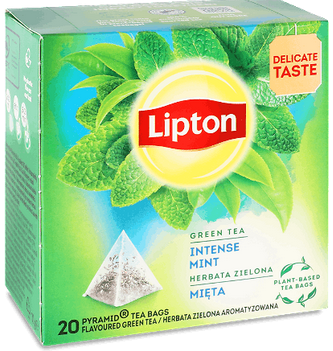 DELICATE
TASTE
Lipton
GREEN TEA
INTENSE
MINT
HERBATA ZIELONA
MIĘTA
PLANT-BASED
TEA BAGS
20 PYRAMID® TEA BAGS
FLAVOURED GREEN TEA / HERBATA ZIELONA AROMATYZOWANA